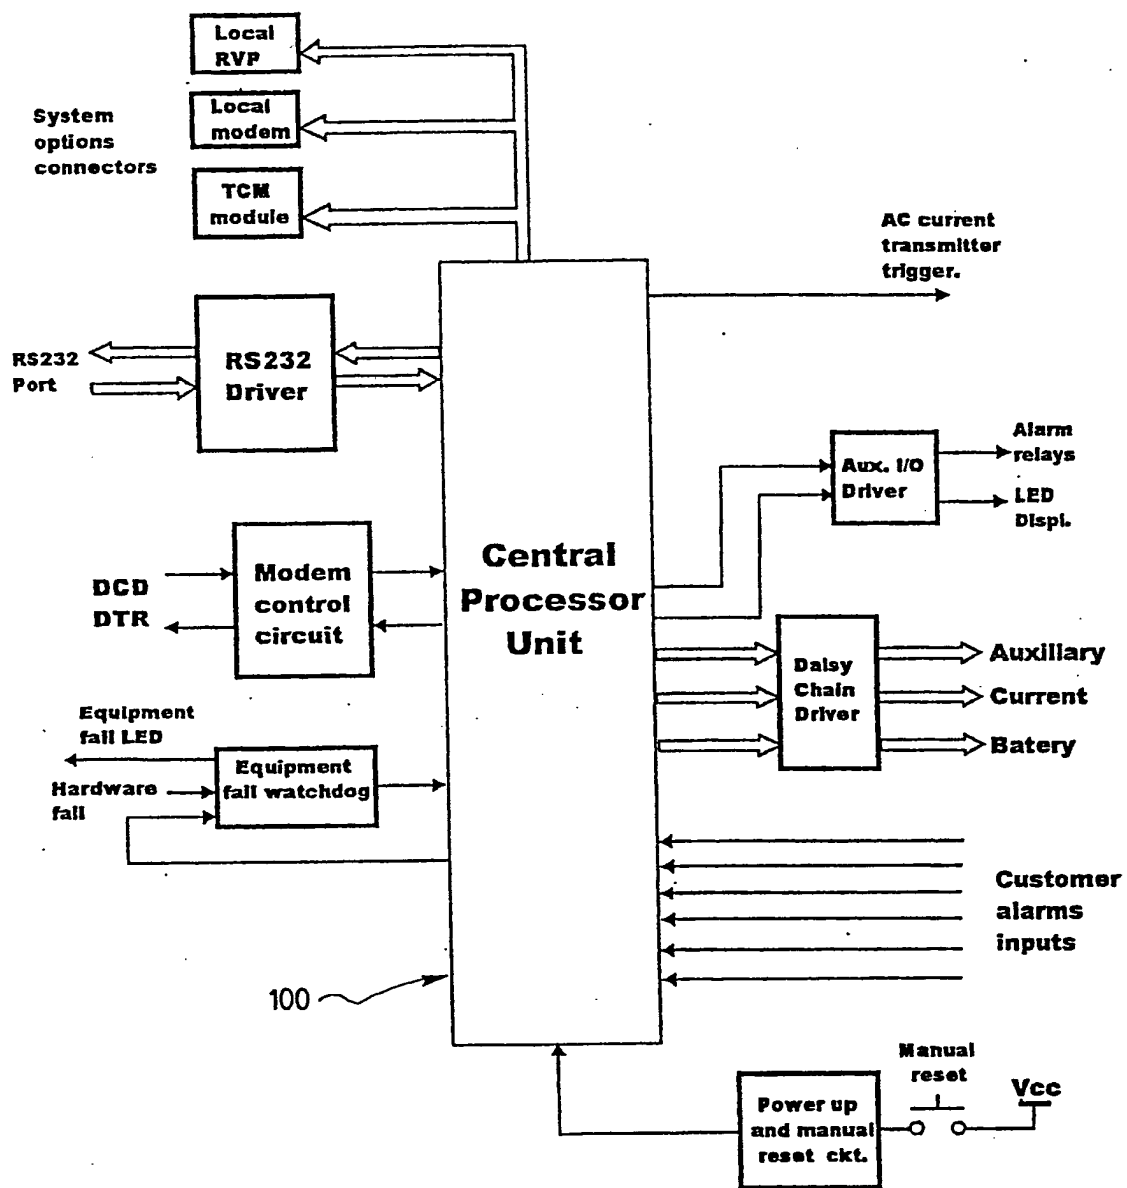 Local
RVP
System
options
connectors
Local
modem
TCM
module
AC current
transmitter
trigger.
RS232
Port
RS232
Driver
Alarm
relays
Aux. I/O
Driver
LED
Displ.
Central
Processor
Unit
DCD
DTR
Modem
control
circuit
Daisy
Chain
Driver
Auxillary
Current
Batery
Equipment
fail LED
Hardware
fail
Equipment
fail watchdog
Customer
alarms
inputs
100
Manual
reset
Vcc
Power up
and manual
reset ckt.